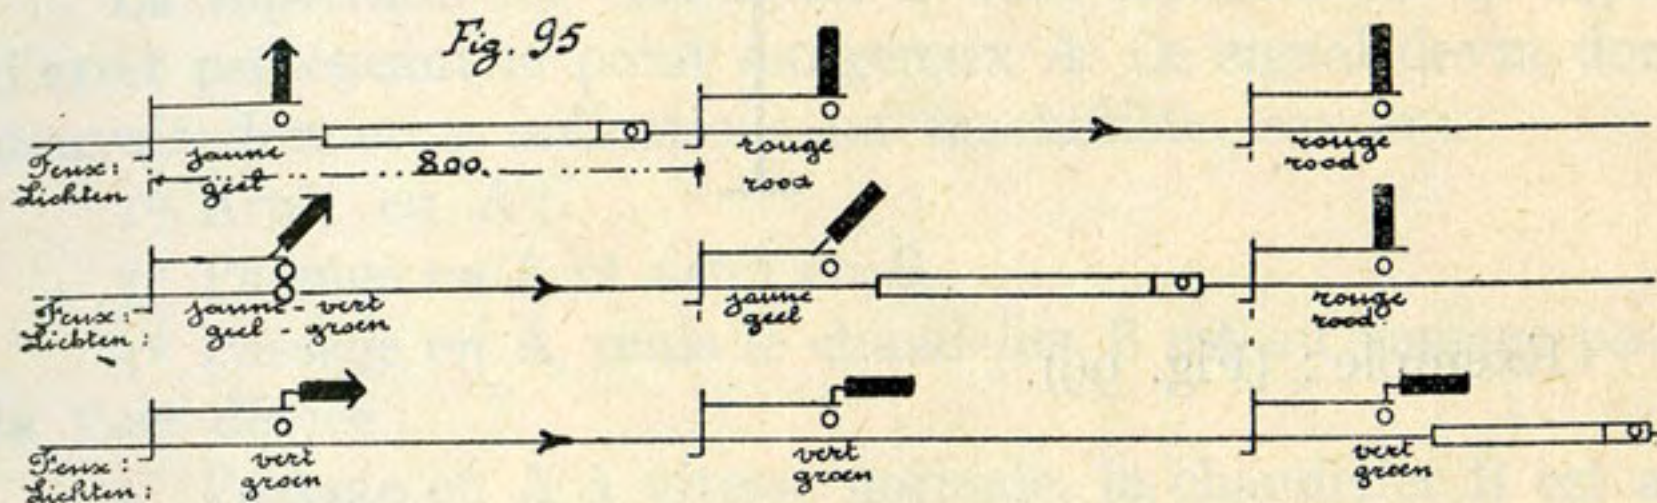 Fig. 95
Feux : jaune 800. rouge rouge
Lichten geel rood rood
Feux : jaune - vert jaune rouge
Lichten : geel - groen geel rood.
Feux : vert vert vert
Lichten : groen groen groen